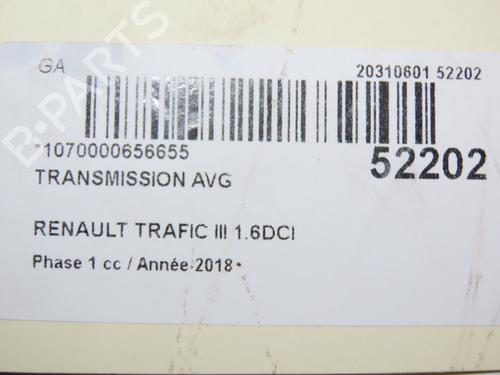 GA
20310601 52202
*1070000656655
52202
TRANSMISSION AVG
RENAULT TRAFIC III 1.6DCI
Phase 1 cc / Année 2018*
B-PARTS